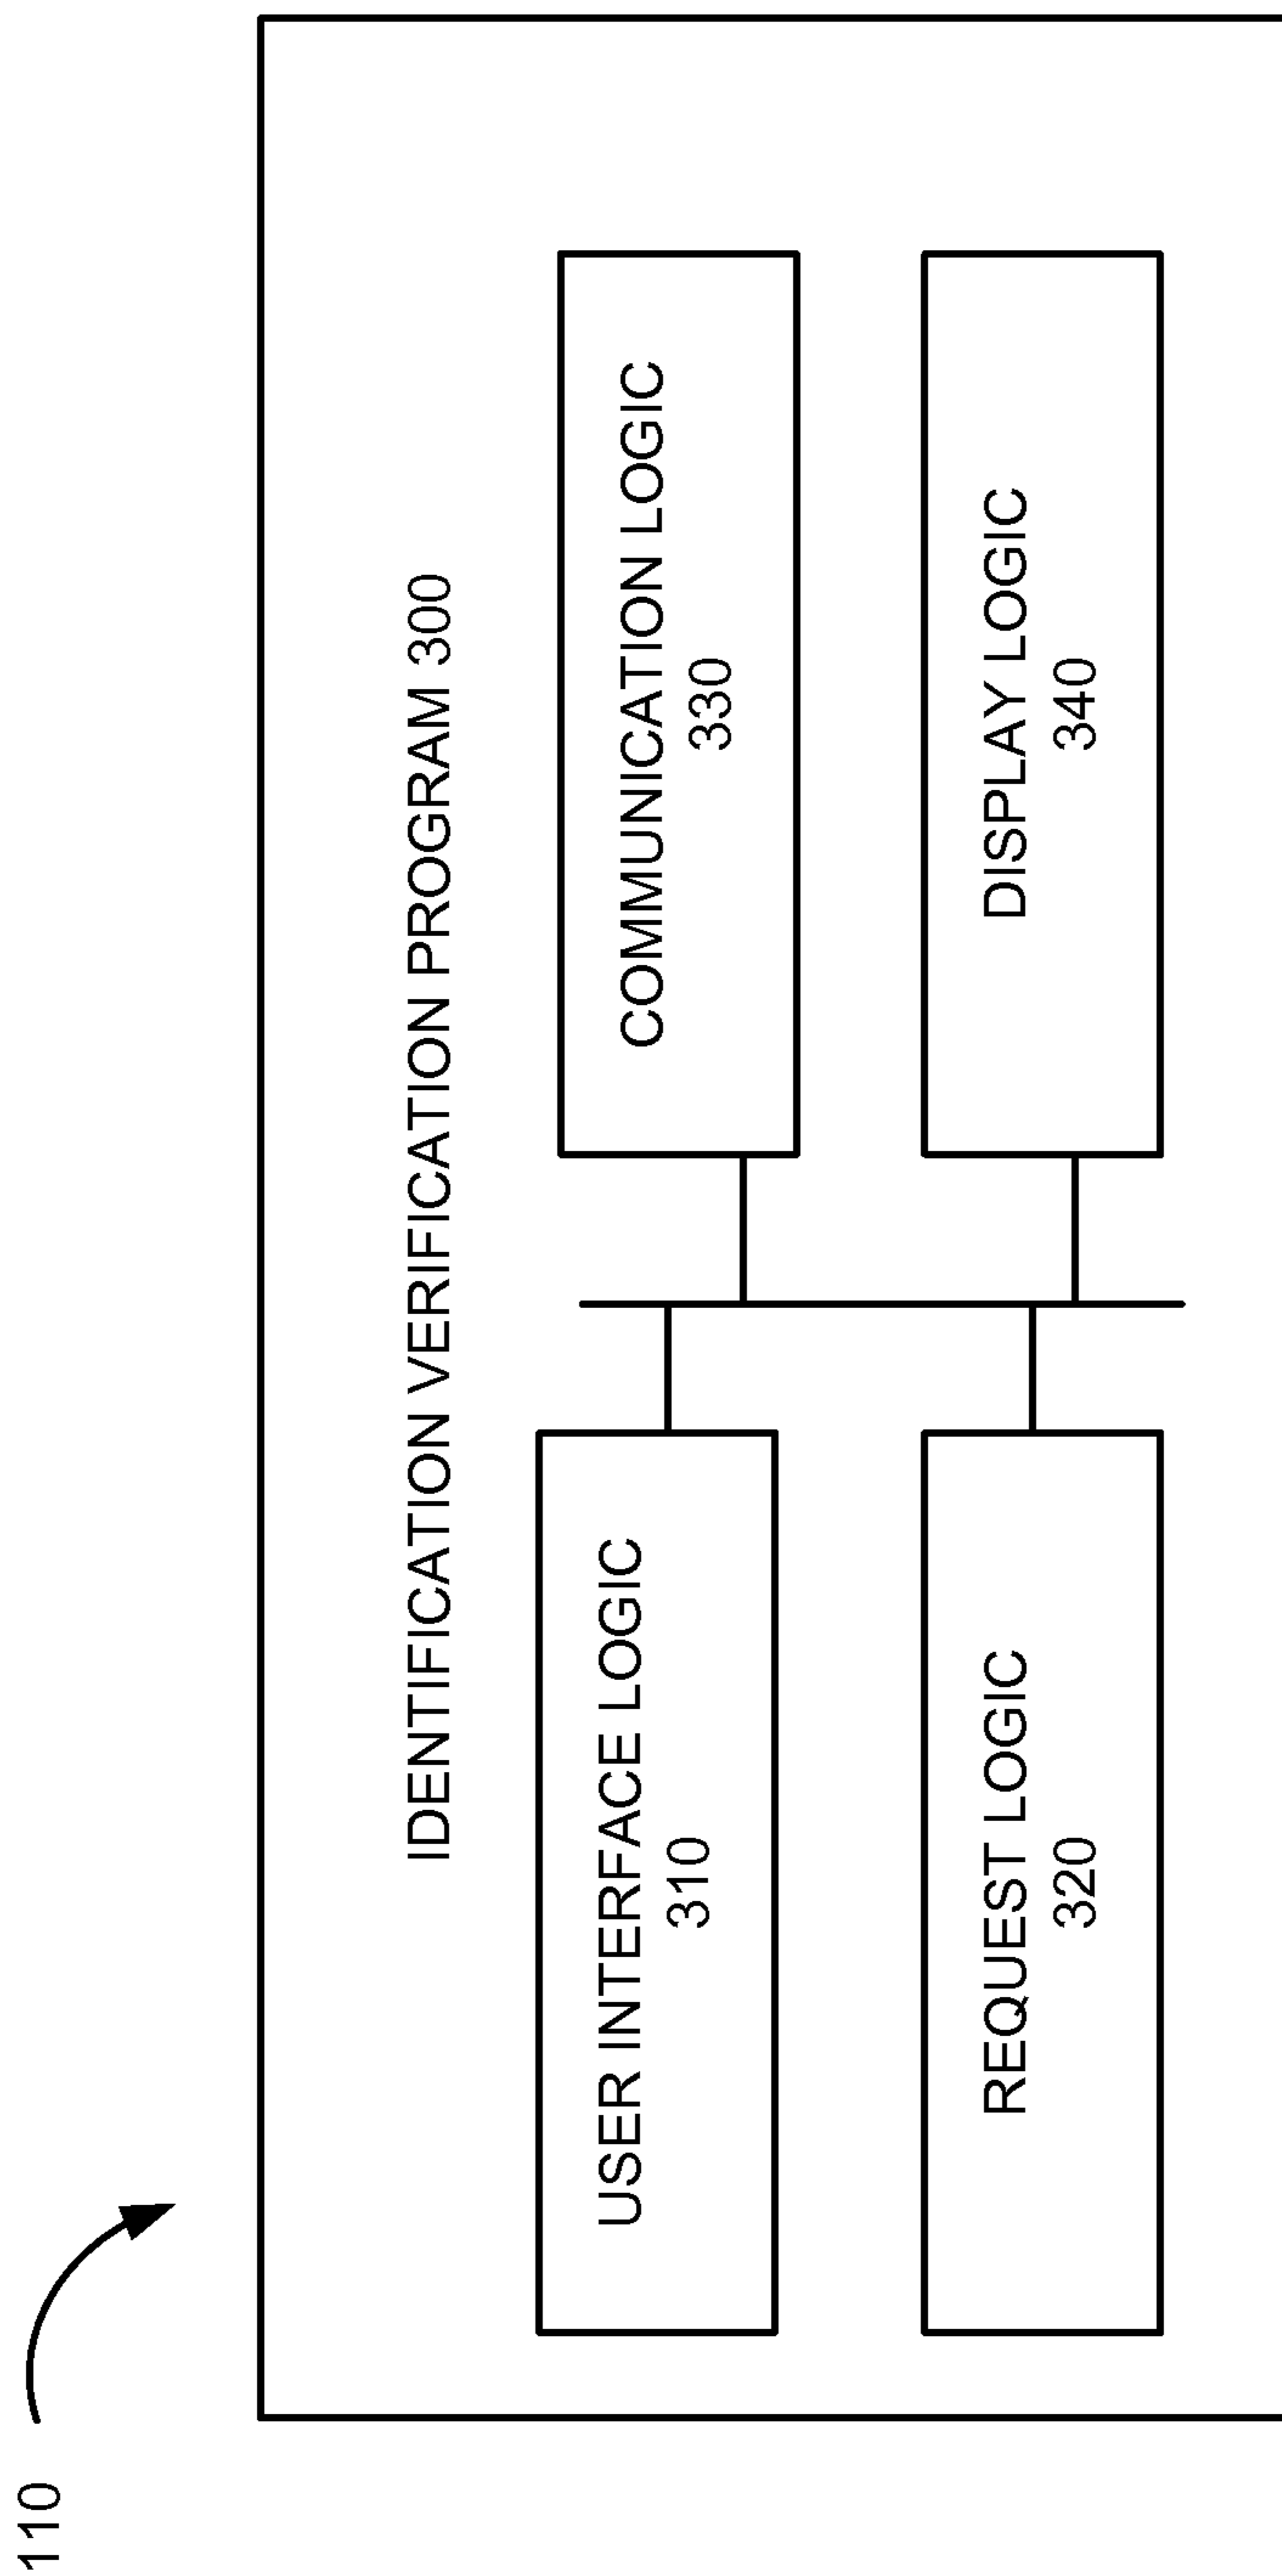 110
IDENTIFICATION VERIFICATION PROGRAM 300
USER INTERFACE LOGIC
310
COMMUNICATION LOGIC
330
REQUEST LOGIC
320
DISPLAY LOGIC
340